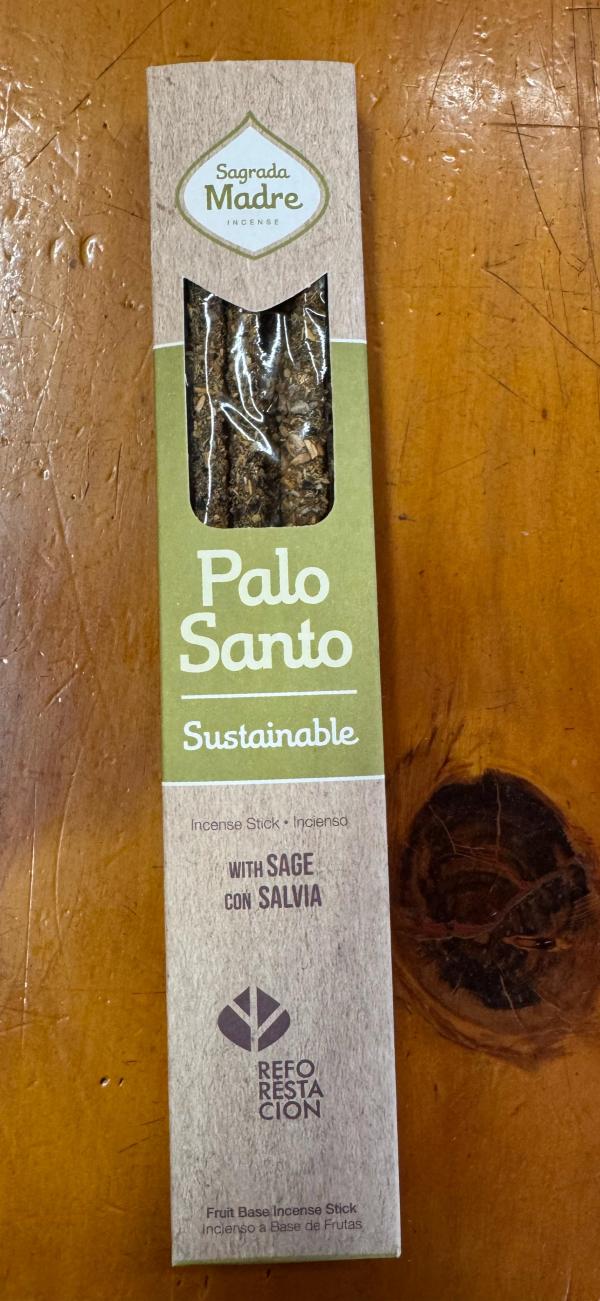 Sagrada
Madre
INCENSE
Palo
Santo
Sustainable
Incense Stick • Incienso
WITH SAGE
CON SALVIA
REFO
RESTA
CION
Fruit Base Incense Stick
Incienso a Base de Frutas